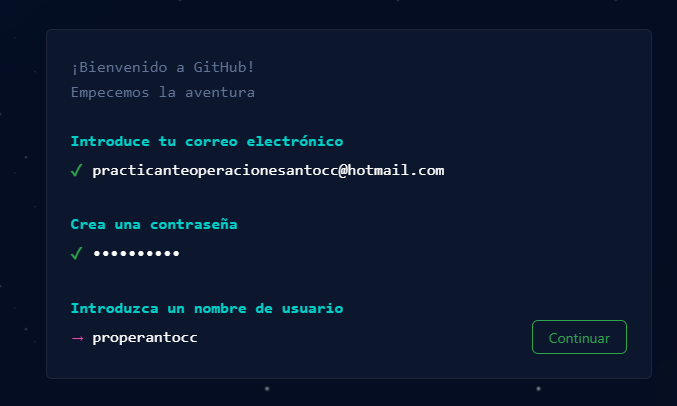 ¡Bienvenido a GitHub!
Empecemos la aventura
Introduce tu correo electrónico
✓ practicanteoperacionesantocc@hotmail.com
Crea una contraseña
✓ ••••••••••
Introduzca un nombre de usuario
→ properantocc
Continuar